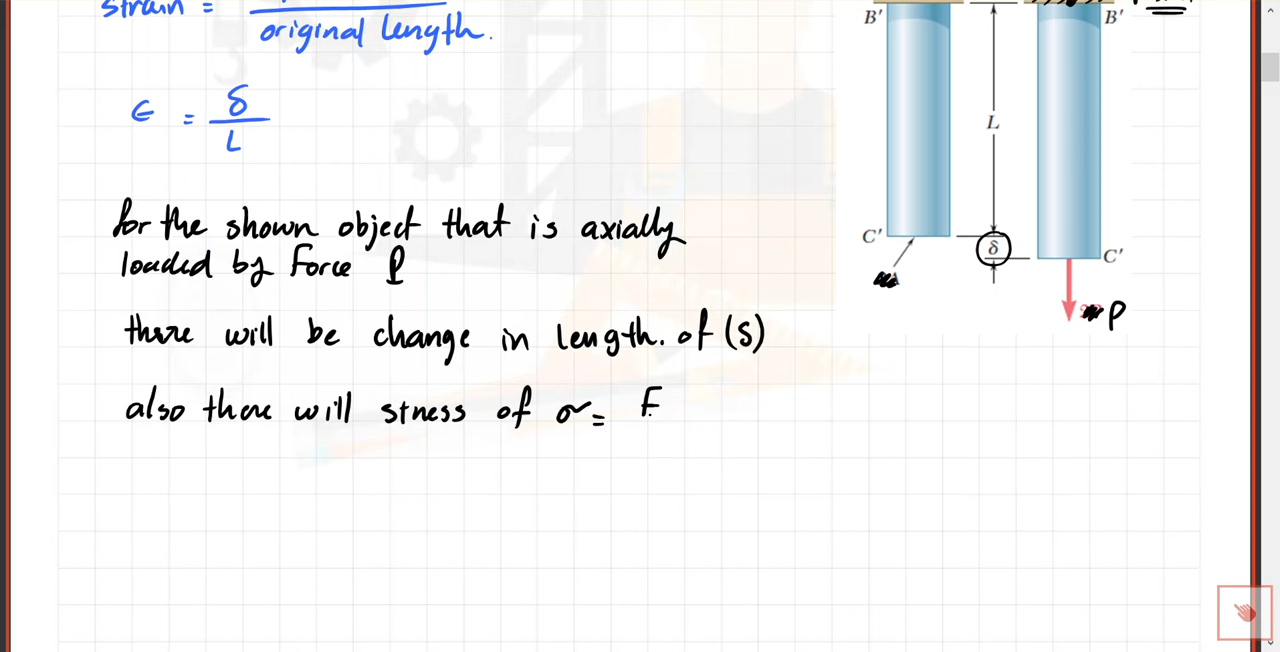 strain =
original length.
ϵ = δ / L
for the shown object that is axially
loaded by Force P
there will be change in length. of (δ)
also there will stress of σ = F
B'
B'
L
C'
δ
C'
P